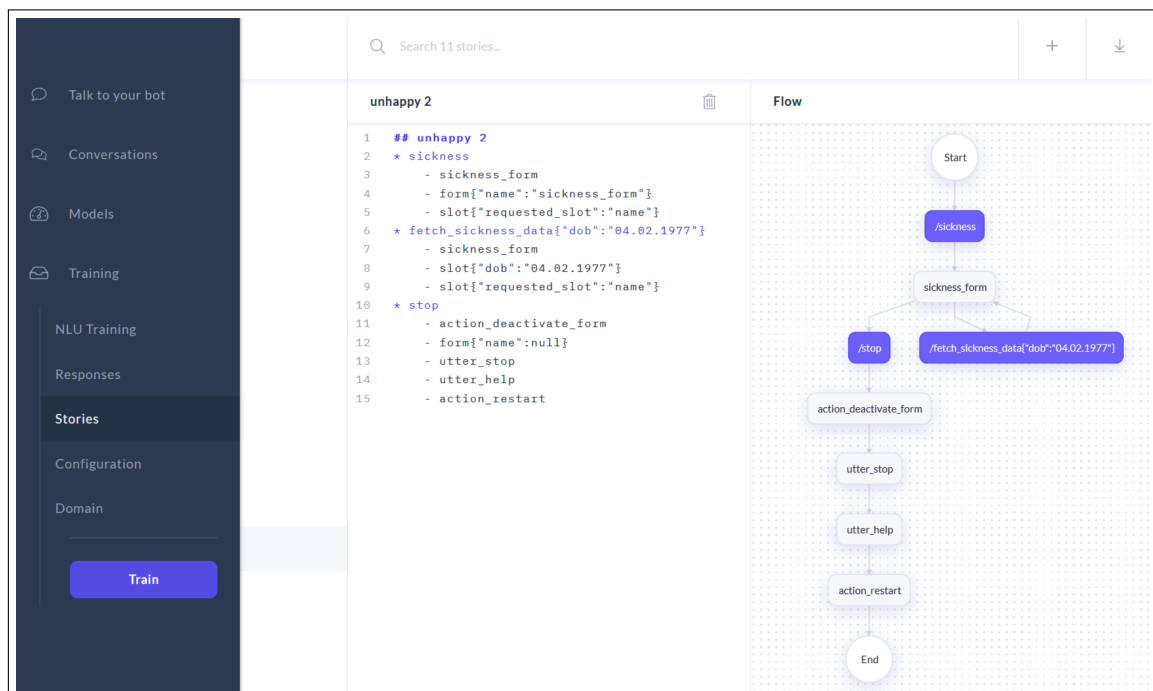 Talk to your bot
Conversations
Models
Training
NLU Training
Responses
Stories
Configuration
Domain
Train
Search 11 stories...
unhappy 2
1 ## unhappy 2
2 * sickness
3 - sickness_form
4 - form{"name":"sickness_form"}
5 - slot{"requested_slot":"name"}
6 * fetch_sickness_data{"dob":"04.02.1977"}
7 - sickness_form
8 - slot{"dob":"04.02.1977"}
9 - slot{"requested_slot":"name"}
10 * stop
11 - action_deactivate_form
12 - form{"name":null}
13 - utter_stop
14 - utter_help
15 - action_restart
Flow
Start
/sickness
sickness_form
/stop
/fetch_sickness_data{"dob":"04.02.1977"}
action_deactivate_form
utter_stop
utter_help
action_restart
End